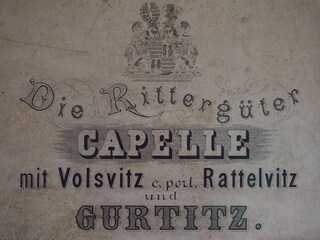 Die Rittergüter
CAPELLE
mit Volsvitz c. pert. Rattelvitz
und
GURTITZ.